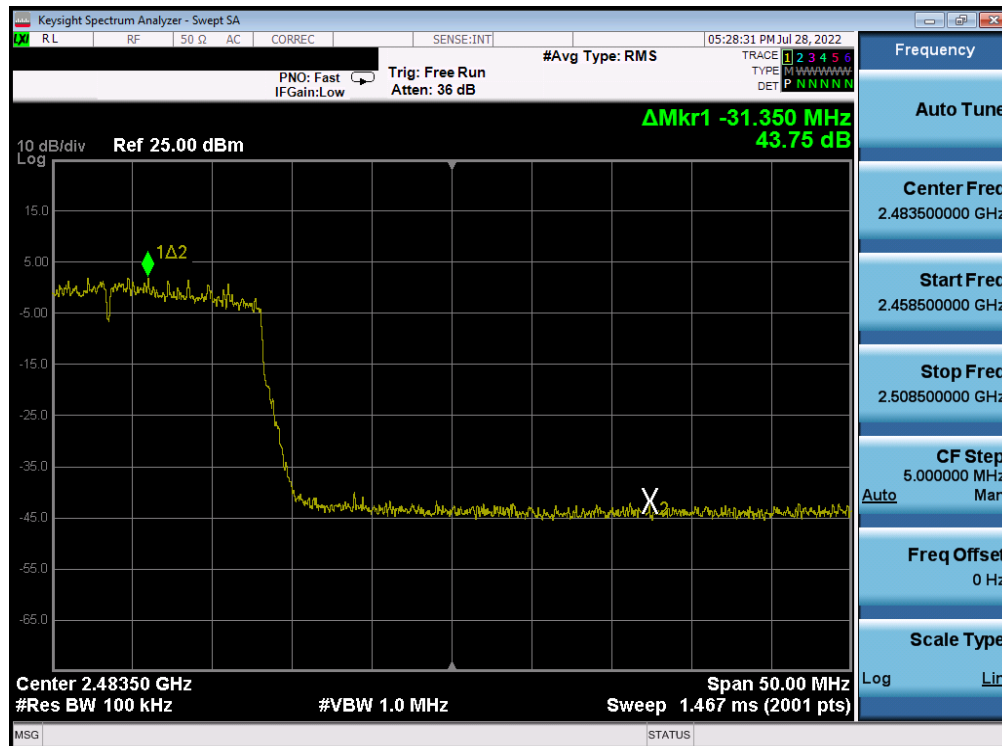 Keysight Spectrum Analyzer - Swept SA
LXI RL RF 50 Ω AC CORREC SENSE:INT 05:28:31 PM Jul 28, 2022
#Avg Type: RMS TRACE 1 2 3 4 5 6
PNO: Fast Trig: Free Run TYPE M WWWWW
IFGain:Low Atten: 36 dB DET P N N N N N
ΔMkr1 -31.350 MHz
43.75 dB
10 dB/div Ref 25.00 dBm
Log
15.0
5.00
-5.00
-15.0
-25.0
-35.0
-45.0
-55.0
-65.0
1Δ2
X2
Center 2.48350 GHz Span 50.00 MHz
#Res BW 100 kHz #VBW 1.0 MHz Sweep 1.467 ms (2001 pts)
MSG STATUS
Frequency
Auto Tune
Center Freq
2.483500000 GHz
Start Freq
2.458500000 GHz
Stop Freq
2.508500000 GHz
CF Step
5.000000 MHz
Auto Man
Freq Offset
0 Hz
Scale Type
Log Lin